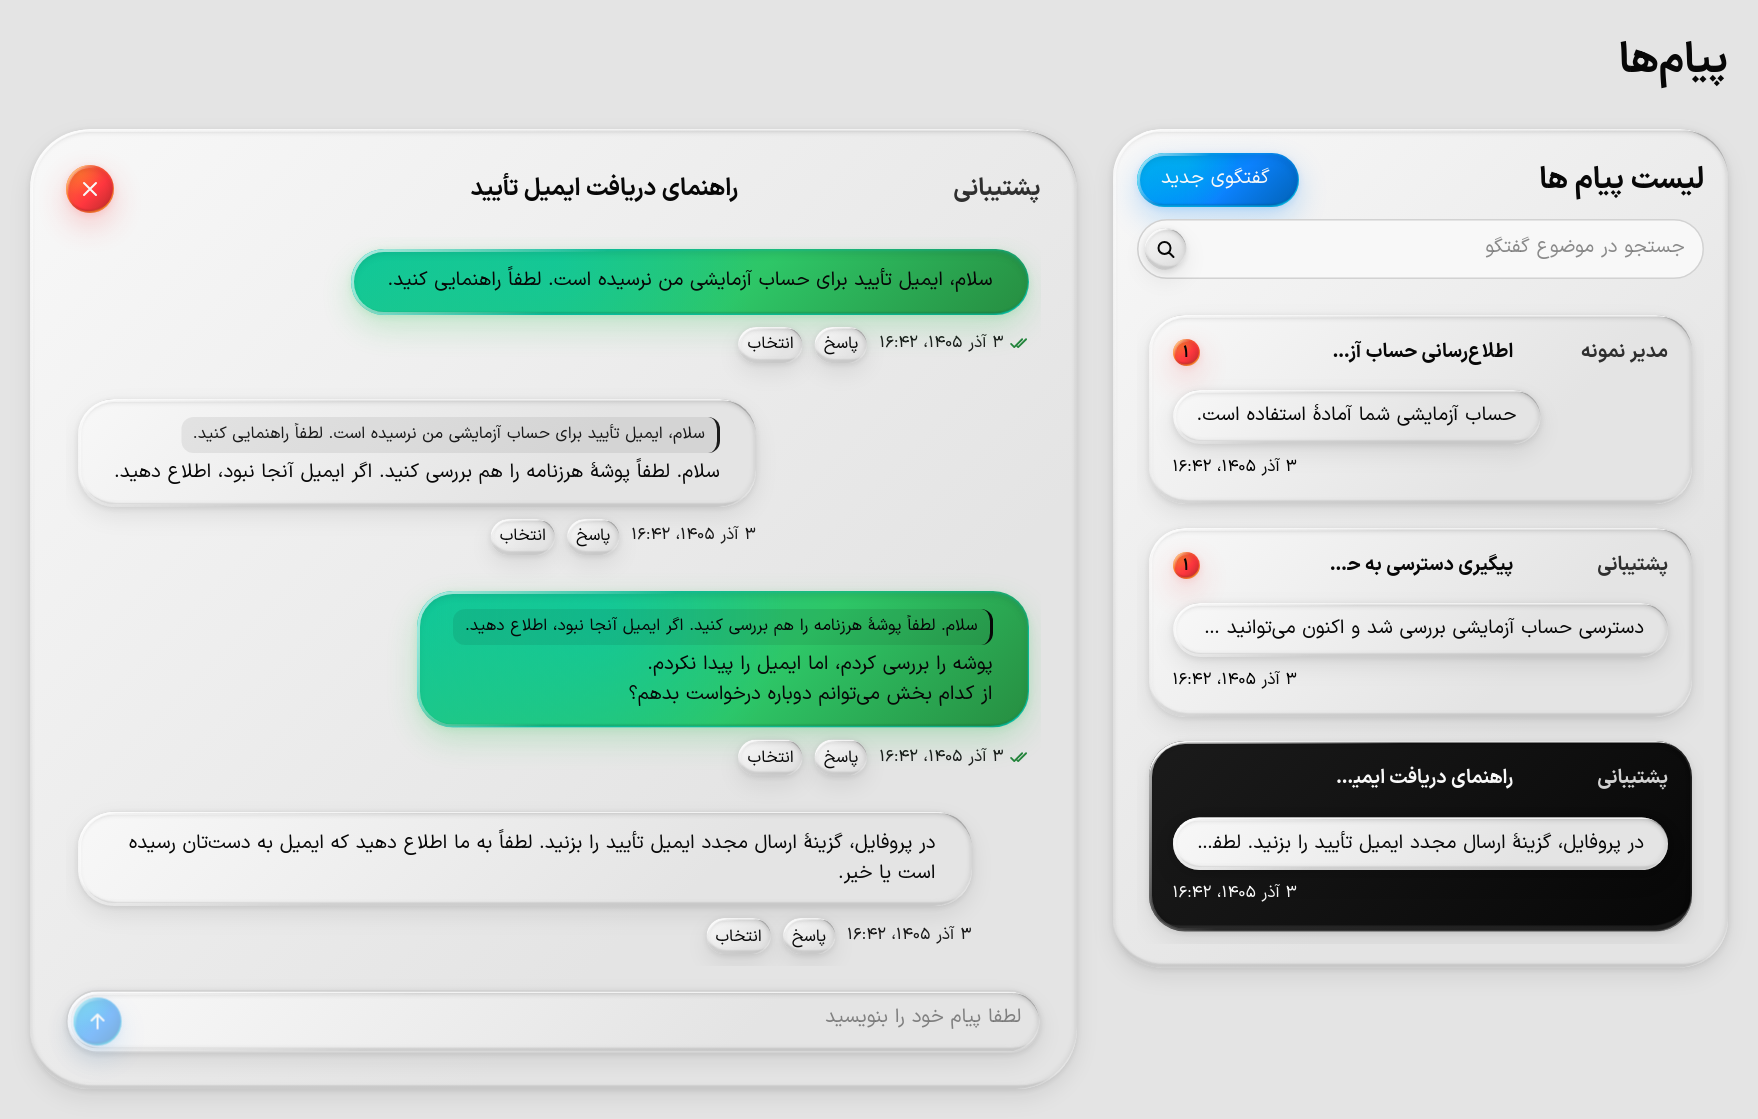 پیام‌ها
لیست پیام ها
گفتگوی جدید
جستجو در موضوع گفتگو
مدیر نمونه
اطلاع‌رسانی حساب آز...
۱
حساب آزمایشی شما آمادهٔ استفاده است.
۳ آذر ۱۴۰۵، ۱۶:۴۲
پشتیبانی
پیگیری دسترسی به حـ...
۱
دسترسی حساب آزمایشی بررسی شد و اکنون می‌توانید ...
۳ آذر ۱۴۰۵، ۱۶:۴۲
پشتیبانی
راهنمای دریافت ایمیـ...
در پروفایل، گزینهٔ ارسال مجدد ایمیل تأیید را بزنید. لطفـ...
۳ آذر ۱۴۰۵، ۱۶:۴۲
پشتیبانی
راهنمای دریافت ایمیل تأیید
سلام، ایمیل تأیید برای حساب آزمایشی من نرسیده است. لطفاً راهنمایی کنید.
۳ آذر ۱۴۰۵، ۱۶:۴۲
پاسخ
انتخاب
سلام، ایمیل تأیید برای حساب آزمایشی من نرسیده است. لطفاً راهنمایی کنید.
سلام. لطفاً پوشهٔ هرزنامه را هم بررسی کنید. اگر ایمیل آنجا نبود، اطلاع دهید.
۳ آذر ۱۴۰۵، ۱۶:۴۲
پاسخ
انتخاب
سلام. لطفاً پوشهٔ هرزنامه را هم بررسی کنید. اگر ایمیل آنجا نبود، اطلاع دهید.
پوشه را بررسی کردم، اما ایمیل را پیدا نکردم.
از کدام بخش می‌توانم دوباره درخواست بدهم؟
۳ آذر ۱۴۰۵، ۱۶:۴۲
پاسخ
انتخاب
در پروفایل، گزینهٔ ارسال مجدد ایمیل تأیید را بزنید. لطفاً به ما اطلاع دهید که ایمیل به دست‌تان رسیده
است یا خیر.
۳ آذر ۱۴۰۵، ۱۶:۴۲
پاسخ
انتخاب
لطفا پیام خود را بنویسید